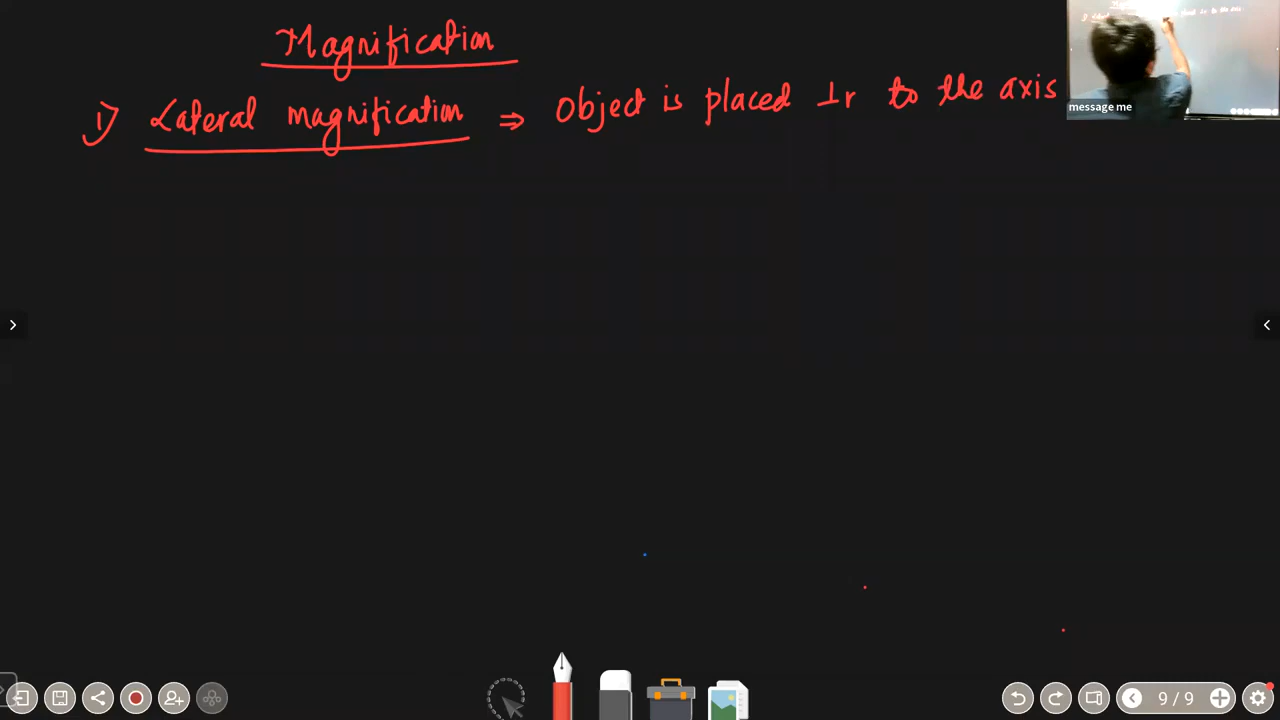 Magnification
1) Lateral magnification ⇒ Object is placed ⊥r to the axis
message me
9 / 9